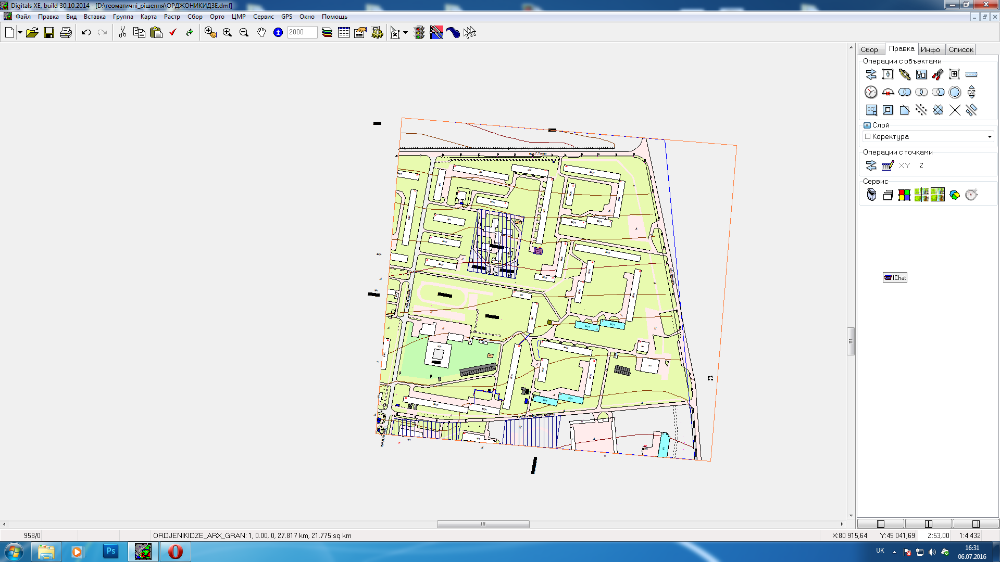 Digitals XE, build 30.10.2014 - [D:\геоматичні_рішення\ОРДЖОНИКИДЗЕ.dmf]
Файл Правка Вид Вставка Группа Карта Растр Сбор Орто ЦМР Сервис GPS Окно Помощь
2000
Сбор Правка Инфо Список
Операции с объектами
DZ
90°
Слой
Коректура
Операции с точками
XY Z
Сервис
IChat
958/0 ORDJENIKIDZE_ARX_GRAN: 1, 0.00, 0, 27.817 km, 21.775 sq km X:80 915,64 Y:45 041,69 Z:53,00 1:4 432
Ps UK 16:31
06.07.2016